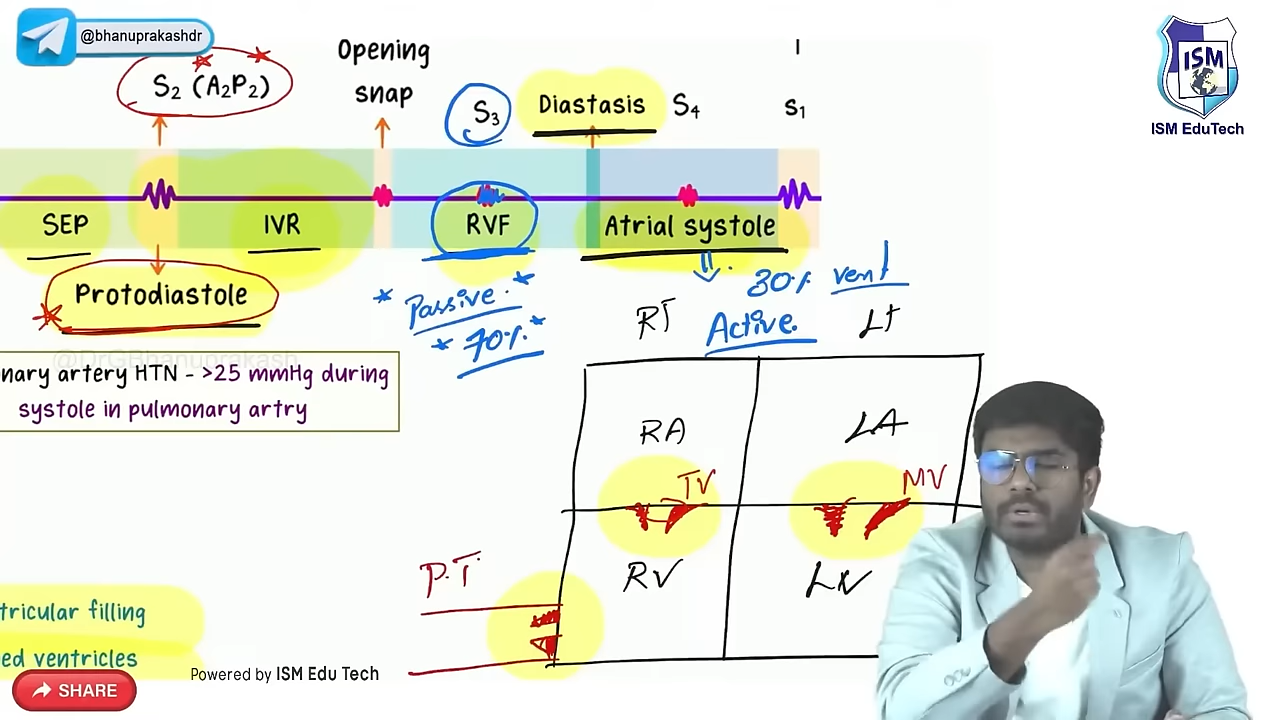 @bhanuprakashdr
S₂ (A₂P₂)
Opening
snap
S₃
Diastasis
S₄
S₁
ISM
ISM EduTech
SEP
IVR
RVF
Atrial systole
Protodiastole
Passive.
70%
30% vent
Active.
RT
Lt
@DrGBhanuprakash
nary artery HTN - >25 mmHg during
systole in pulmonary artry
RA
LA
TV
MV
P.T
RV
LV
tricular filling
ed ventricles
SHARE
Powered by ISM Edu Tech